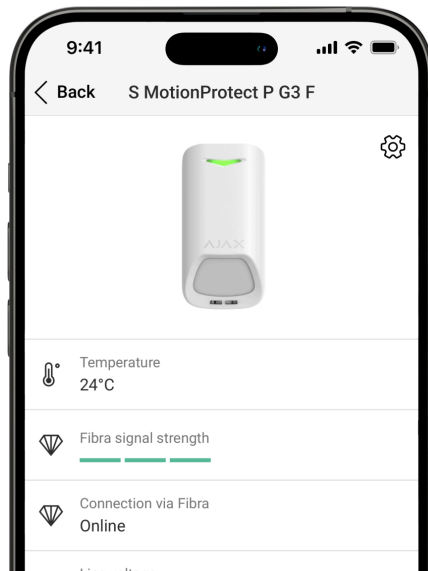 9:41
Back
S MotionProtect P G3 F
AJAX
Temperature
24°C
Fibra signal strength
Connection via Fibra
Online